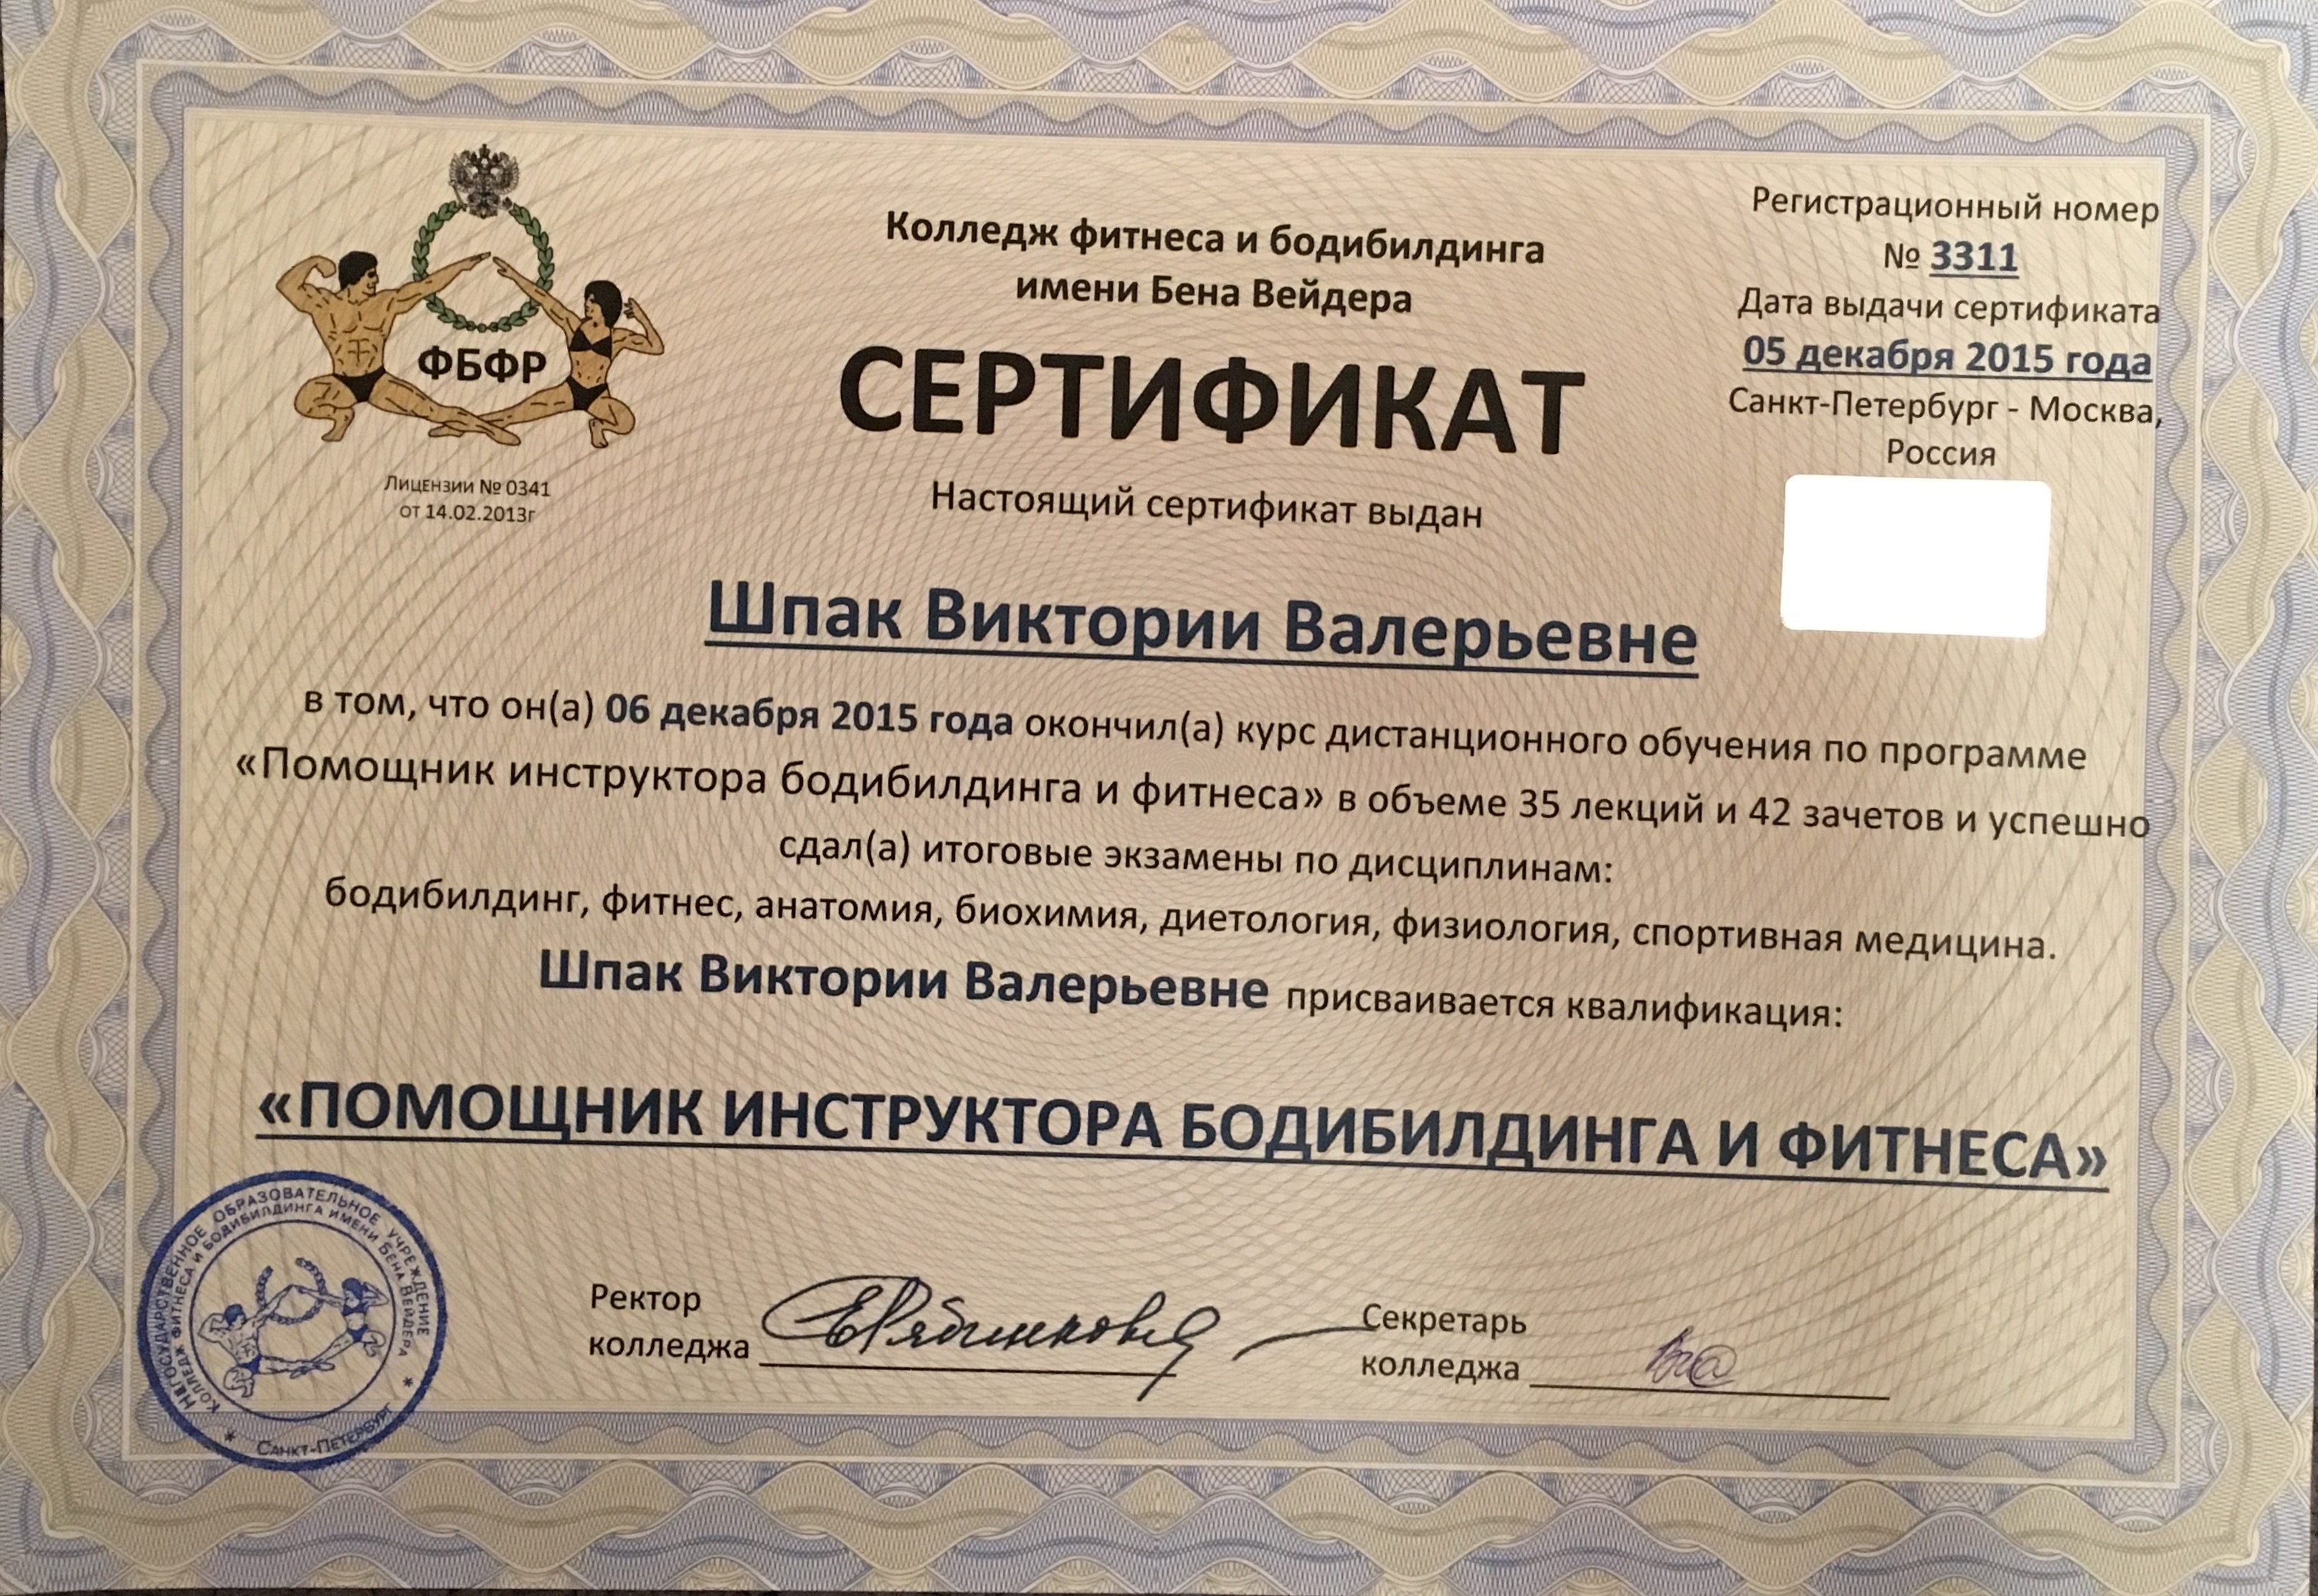 ФБФР
Лицензии № 0341
от 14.02.2013г
Колледж фитнеса и бодибилдинга
имени Бена Вейдера
СЕРТИФИКАТ
Настоящий сертификат выдан
Регистрационный номер
№ 3311
Дата выдачи сертификата
05 декабря 2015 года
Санкт-Петербург - Москва,
Россия
Шпак Виктории Валерьевне
в том, что он(а) 06 декабря 2015 года окончил(а) курс дистанционного обучения по программе
«Помощник инструктора бодибилдинга и фитнеса» в объеме 35 лекций и 42 зачетов и успешно
сдал(а) итоговые экзамены по дисциплинам:
бодибилдинг, фитнес, анатомия, биохимия, диетология, физиология, спортивная медицина.
Шпак Виктории Валерьевне присваивается квалификация:
«ПОМОЩНИК ИНСТРУКТОРА БОДИБИЛДИНГА И ФИТНЕСА»
Негосударственное образовательное учреждение
Колледж фитнеса и бодибилдинга имени Бена Вейдера
* Санкт-Петербург *
Ректор
колледжа
Секретарь
колледжа